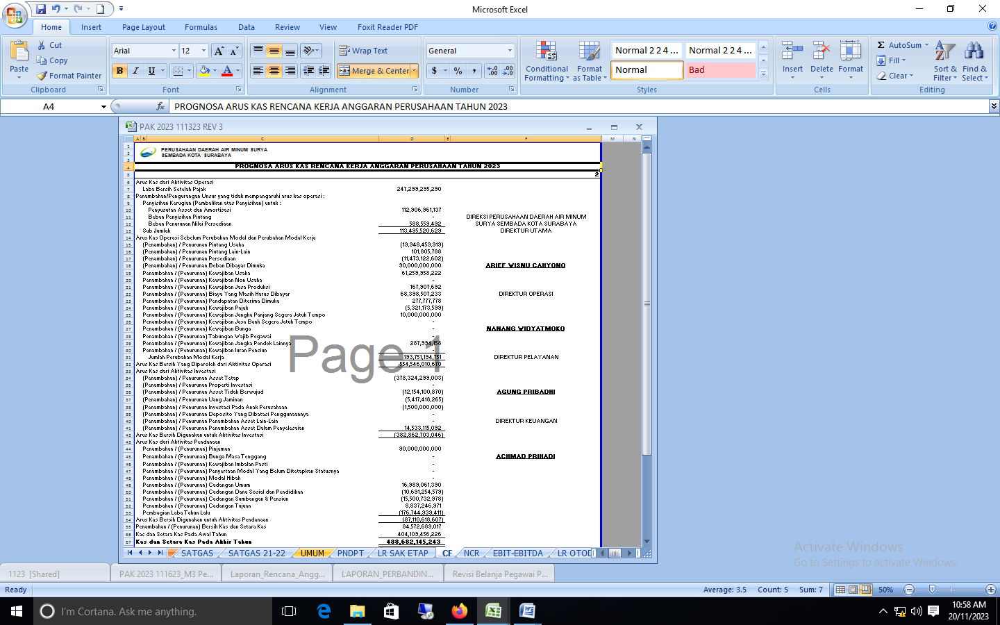 Microsoft Excel
Home Insert Page Layout Formulas Data Review View Foxit Reader PDF
Paste Cut Copy Format Painter Clipboard
Arial 12 B I U Font
Wrap Text Merge & Center Alignment
General $ % , Number
Conditional Formatting Format as Table Normal 2 2 4 ... Normal 2 2 4 ... Normal Bad Styles
Insert Delete Format Cells
AutoSum Fill Clear Sort & Filter Find & Select Editing
A4 fx PROGNOSA ARUS KAS RENCANA KERJA ANGGARAN PERUSAHAAN TAHUN 2023
PAK 2023 111323 REV 3
A B C D E F M N
PERUSAHAAN DAERAH AIR MINUM SURYA
SEMBADA KOTA SURABAYA
PROGNOSA ARUS KAS RENCANA KERJA ANGGARAN PERUSAHAAN TAHUN 2023
2
6 Arus Kas dari Aktivitas Operasi
7 Laba Bersih Setelah Pajak 247,299,295,290
8 Penambahan/Pengurangan Unsur yang tidak mempengaruhi arus kas operasi :
9 Penyisihan Kerugian (Pembalikan atas Penyisihan) untuk :
10 Penyusutan Asset dan Amortisasi 112,906,961,137
11 Beban Penyisihan Piutang - DIREKSI PERUSAHAAN DAERAH AIR MINUM
12 Beban Penurunan Nilai Persediaan 588,559,492 SURYA SEMBADA KOTA SURABAYA
13 Sub Jumlah 113,495,520,629 DIREKTUR UTAMA
14 Arus Kas Operasi Sebelum Perubahan Modal dan Perubahan Modal Kerja
15 (Penambahan) / Penurunan Piutang Usaha (19,948,459,919)
16 (Penambahan) / Penurunan Piutang Lain-Lain 101,805,788
17 (Penambahan) / Penurunan Persediaan (11,473,122,602)
18 (Penambahan) / Penurunan Beban Dibayar Dimuka 90,000,000,000 ARIEF WISNU CAHYONO
19 Penambahan / (Penurunan) Kewajiban Usaha 61,259,958,222
20 Penambahan / (Penurunan) Kewajiban Non Usaha -
21 Penambahan / (Penurunan) Kewajiban Jasa Produksi 167,907,692
22 Penambahan / (Penurunan) Biaya Yang Masih Harus Dibayar 68,398,507,233 DIREKTUR OPERASI
23 Penambahan / (Penurunan) Pendapatan Diterima Dimuka 277,777,778
24 Penambahan / (Penurunan) Kewajiban Pajak (5,321,173,599)
25 Penambahan / (Penurunan) Kewajiban Jangka Panjang Segera Jatuh Tempo 10,000,000,000
26 Penambahan / (Penurunan) Kewajiban Jasa Bank Segera Jatuh Tempo -
27 Penambahan / (Penurunan) Kewajiban Bunga - NANANG WIDYATMOKO
28 Penambahan / (Penurunan) Tabungan Wajib Pegawai -
29 Penambahan / (Penurunan) Kewajiban Jangka Pendek Lainnya 287,994,158
30 Penambahan / (Penurunan) Kewajiban Iuran Pensiun -
31 Jumlah Perubahan Modal Kerja 193,751,194,751 DIREKTUR PELAYANAN
32 Arus Kas Bersih Yang Diperoleh dari Aktivitas Operasi 554,546,010,670
Page 1
33 Arus Kas dari Aktivitas Investasi
34 (Penambahan) / Penurunan Asset Tetap (378,324,299,003)
35 (Penambahan) / Penurunan Properti Investasi -
36 (Penambahan) / Penurunan Asset Tidak Berwujud (12,154,100,870) AGUNG PRIBADHI
37 (Penambahan) / Penurunan Uang Jaminan (5,417,418,265)
38 (Penambahan) / Penurunan Investasi Pada Anak Perusahaan (1,500,000,000)
39 (Penambahan) / Penurunan Deposito Yang Dibatasi Penggunaannya -
40 (Penambahan) / Penurunan Penambahan Asset Lain-Lain - DIREKTUR KEUANGAN
41 (Penambahan) / Penurunan Penambahan Asset Dalam Penyelesaian 14,533,115,092
42 Arus Kas Bersih Digunakan untuk Aktivitas Investasi (382,862,703,046)
43 Arus Kas dari Aktivitas Pendanaan
44 Penambahan / (Penurunan) Pinjaman 90,000,000,000
45 Penambahan / (Penurunan) Bunga Masa Tenggang - ACHMAD PRIHADI
46 Penambahan / (Penurunan) Kewajiban Imbalan Pasti -
47 Penambahan / (Penurunan) Penyertaan Modal Yang Belum Ditetapkan Statusnya -
48 Penambahan / (Penurunan) Modal Hibah -
49 Penambahan / (Penurunan) Cadangan Umum 16,989,061,390
50 Penambahan / (Penurunan) Cadangan Dana Sosial dan Pendidikan (10,691,254,579)
51 Penambahan / (Penurunan) Cadangan Sumbangan & Pensiun (15,500,732,978)
52 Penambahan / (Penurunan) Cadangan Tujuan 8,837,246,971
53 Pembagian Laba Tahun Lalu (176,744,939,411)
54 Arus Kas Bersih Digunakan untuk Aktivitas Pendanaan (87,110,618,607)
55 Penambahan / (Penurunan) Bersih Kas dan Setara Kas 84,572,689,017
56 Kas dan Setara Kas Pada Awal Tahun 404,109,456,226
57 Kas dan Setara Kas Pada Akhir Tahun 488,682,145,243
SATGAS SATGAS 21-22 UMUM PNDPT LR SAK ETAP CF NCR EBIT-EBITDA LR OTOD
Activate Windows
Go to Settings to activate Windows.
1123 [Shared] PAK 2023 111623_M3 Pe... Laporan_Rencana_Angg... LAPORAN_PERBANDIN... Revisi Belanja Pegawai P...
Ready Average: 3.5 Count: 5 Sum: 7 50%
I'm Cortana. Ask me anything.
10:58 AM
20/11/2023